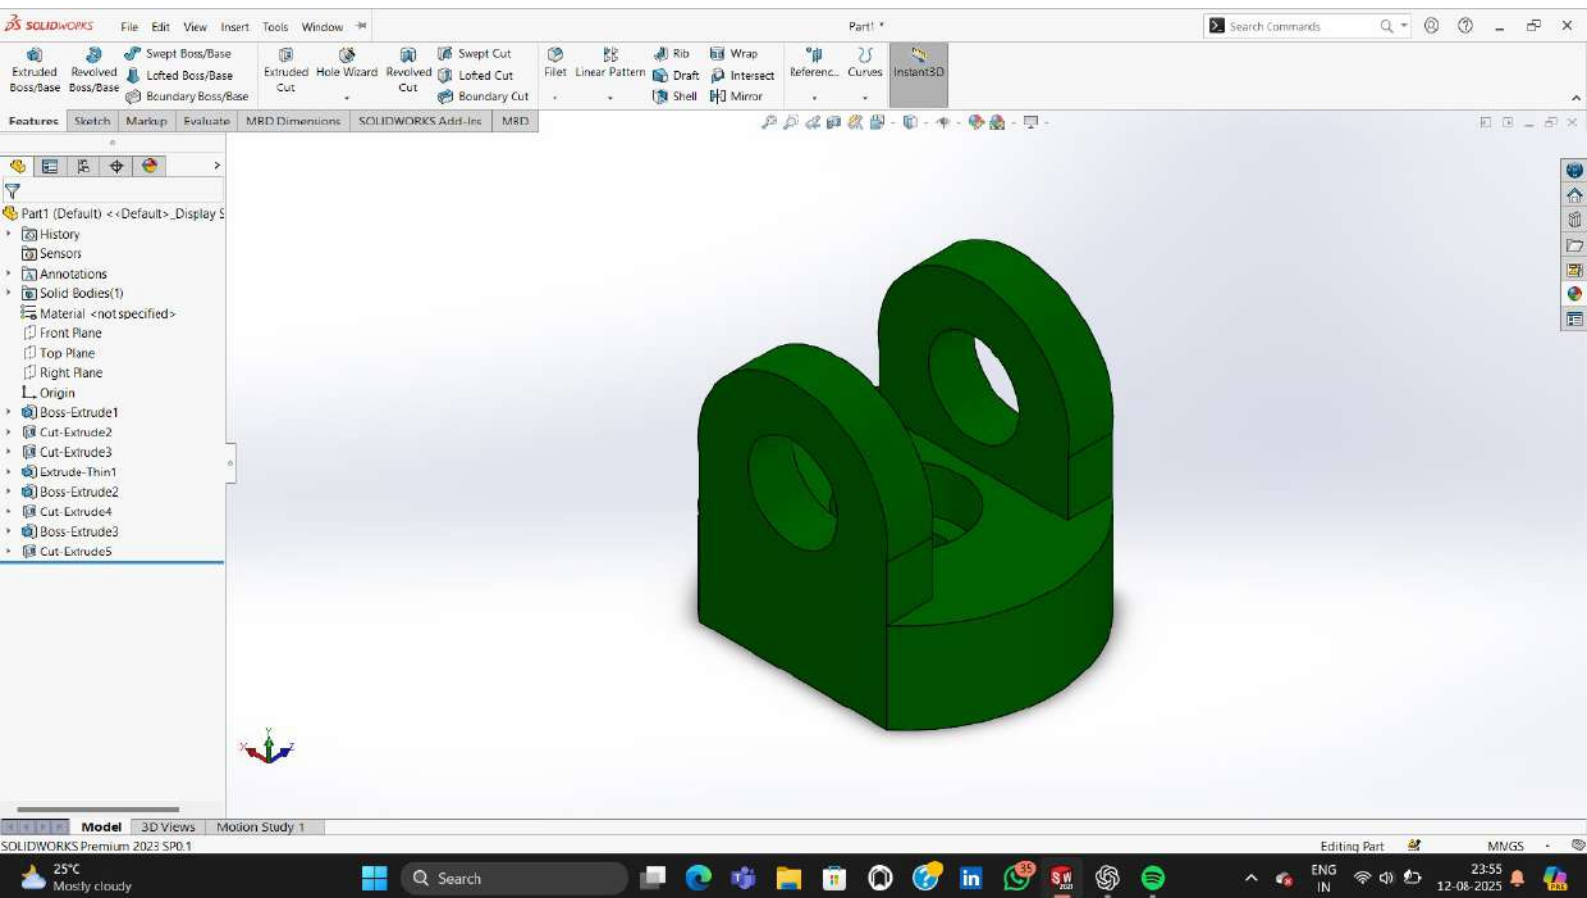 SOLIDWORKS File Edit View Insert Tools Window Part1 * Search Commands
Extruded Boss/Base
Revolved Boss/Base
Swept Boss/Base
Lofted Boss/Base
Boundary Boss/Base
Extruded Cut
Hole Wizard
Revolved Cut
Swept Cut
Lofted Cut
Boundary Cut
Fillet
Linear Pattern
Rib
Draft
Shell
Wrap
Intersect
Mirror
Referenc...
Curves
Instant3D
Features Sketch Markup Evaluate MBD Dimensions SOLIDWORKS Add-Ins MBD
Part1 (Default) <<Default>_Display S
History
Sensors
Annotations
Solid Bodies(1)
Material <not specified>
Front Plane
Top Plane
Right Plane
Origin
Boss-Extrude1
Cut-Extrude2
Cut-Extrude3
Extrude-Thin1
Boss-Extrude2
Cut-Extrude4
Boss-Extrude3
Cut-Extrude5
Y
X
Z
Model 3D Views Motion Study 1
SOLIDWORKS Premium 2023 SP0.1 Editing Part MMGS
25°C
Mostly cloudy
Search
in
35
SW
2023
ENG
IN
23:55
12-08-2025
PRE